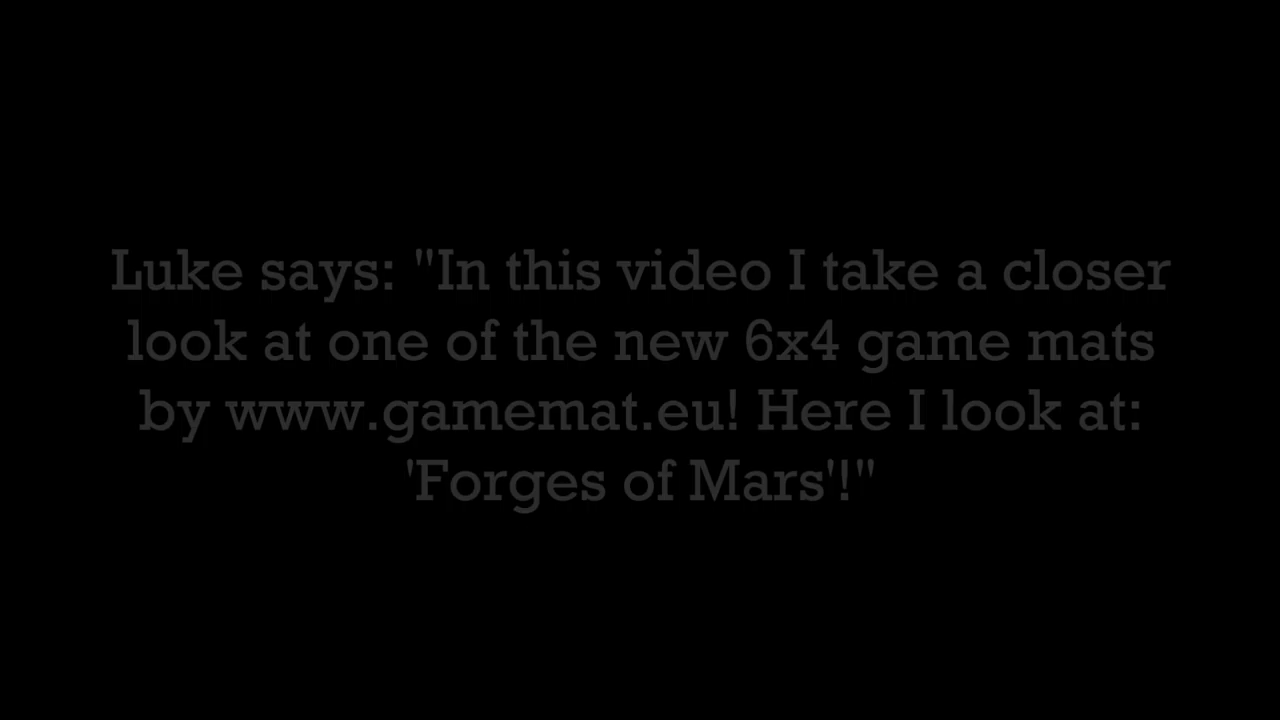 Luke says: "In this video I take a closer
look at one of the new 6x4 game mats
by www.gamemat.eu! Here I look at:
'Forges of Mars'!"